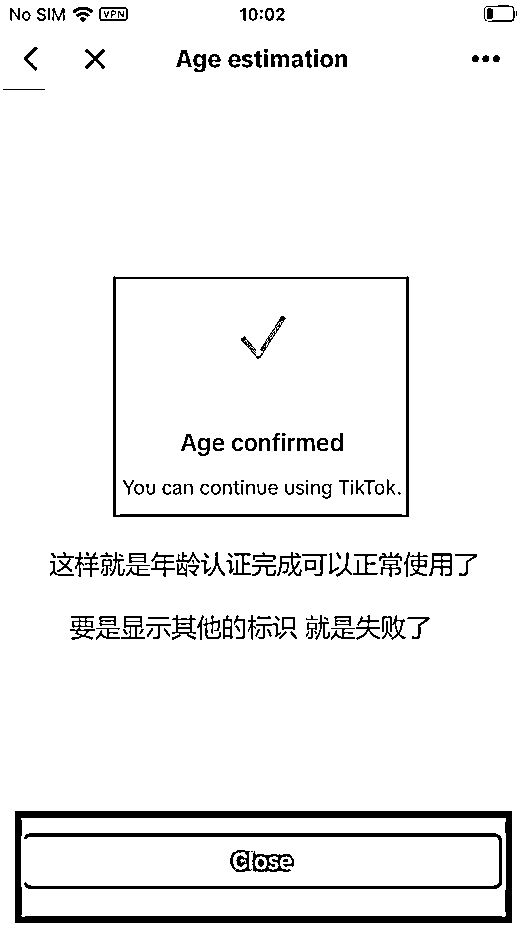 No SIM VPN 10:02
Age estimation
Age confirmed
You can continue using TikTok.
这样就是年龄认证完成可以正常使用了
要是显示其他的标识 就是失败了
Close